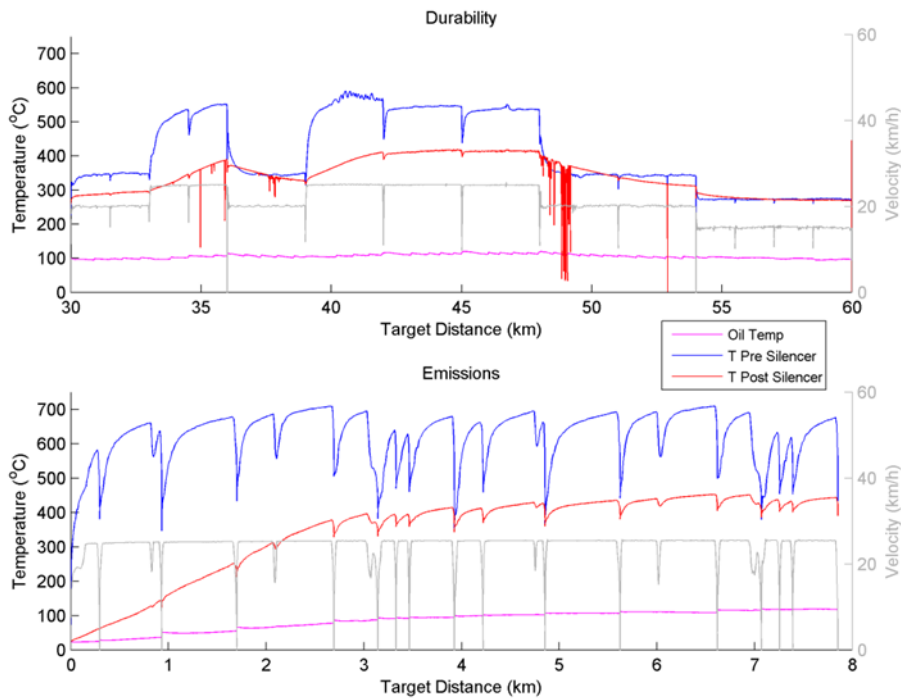 Durability
700
600
500
400
300
200
100
0
Temperature (°C)
60
40
20
0
Velocity (km/h)
30 35 40 45 50 55 60
Target Distance (km)
Oil Temp
T Pre Silencer
T Post Silencer
Emissions
700
600
500
400
300
200
100
0
Temperature (°C)
60
40
20
0
Velocity (km/h)
0 1 2 3 4 5 6 7 8
Target Distance (km)